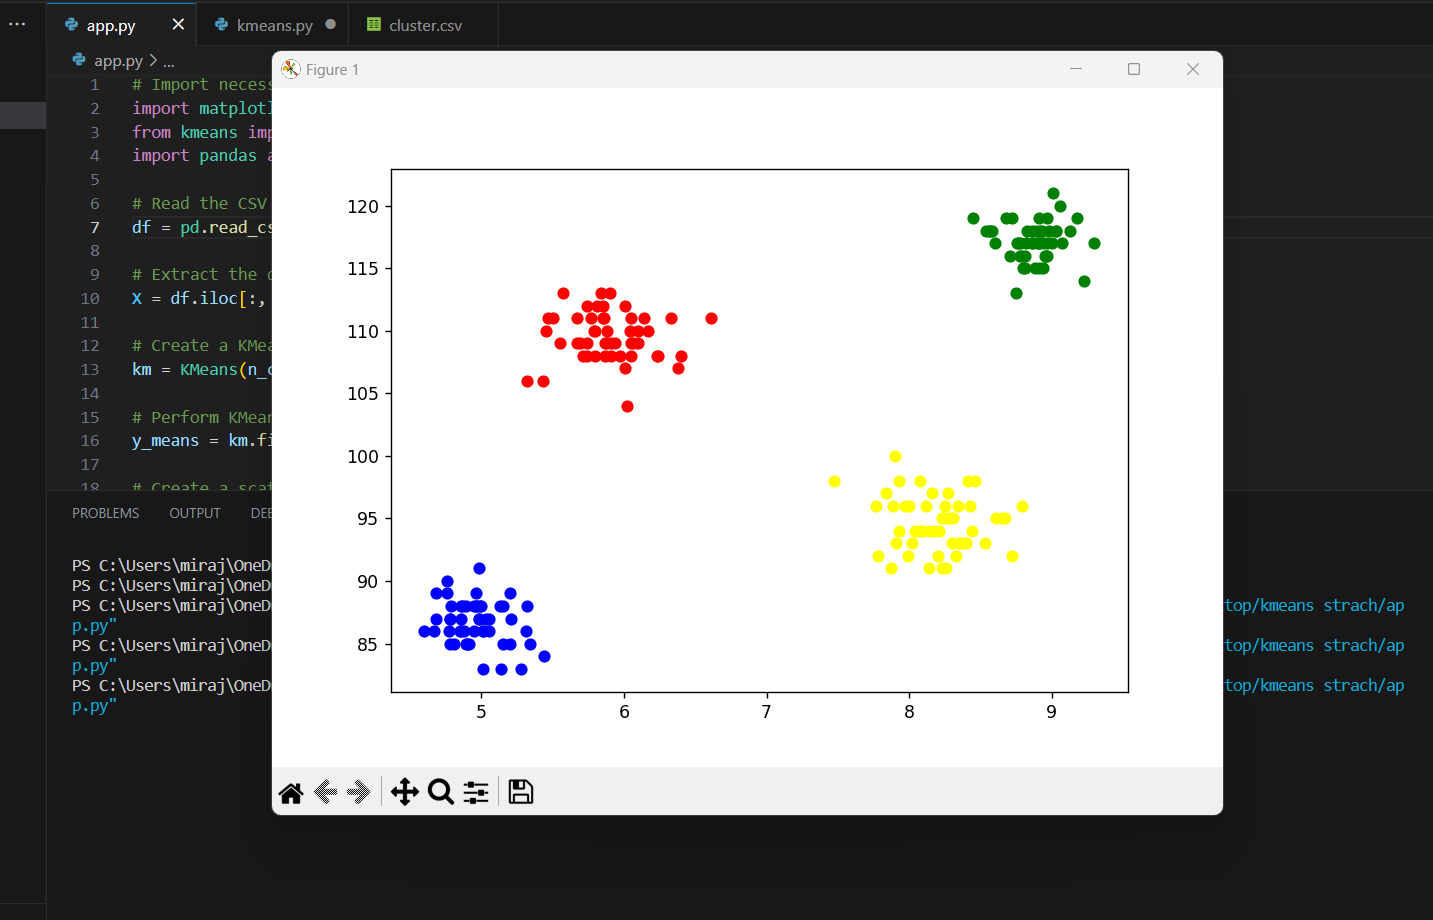 ...
app.py
kmeans.py
cluster.csv
app.py > ...
Figure 1
1 # Import necess
2 import matplotl
3 from kmeans imp
4 import pandas a
5
6 # Read the CSV
7 df = pd.read_cs
8
9 # Extract the d
10 X = df.iloc[:,
11
12 # Create a KMea
13 km = KMeans(n_c
14
15 # Perform KMean
16 y_means = km.fi
17
18 # Create a scat
120
115
110
105
100
95
90
85
5 6 7 8 9
PROBLEMS OUTPUT DEB
PS C:\Users\miraj\OneD
PS C:\Users\miraj\OneD
PS C:\Users\miraj\OneD top/kmeans strach/ap
p.py"
PS C:\Users\miraj\OneD top/kmeans strach/ap
p.py"
PS C:\Users\miraj\OneD top/kmeans strach/ap
p.py"